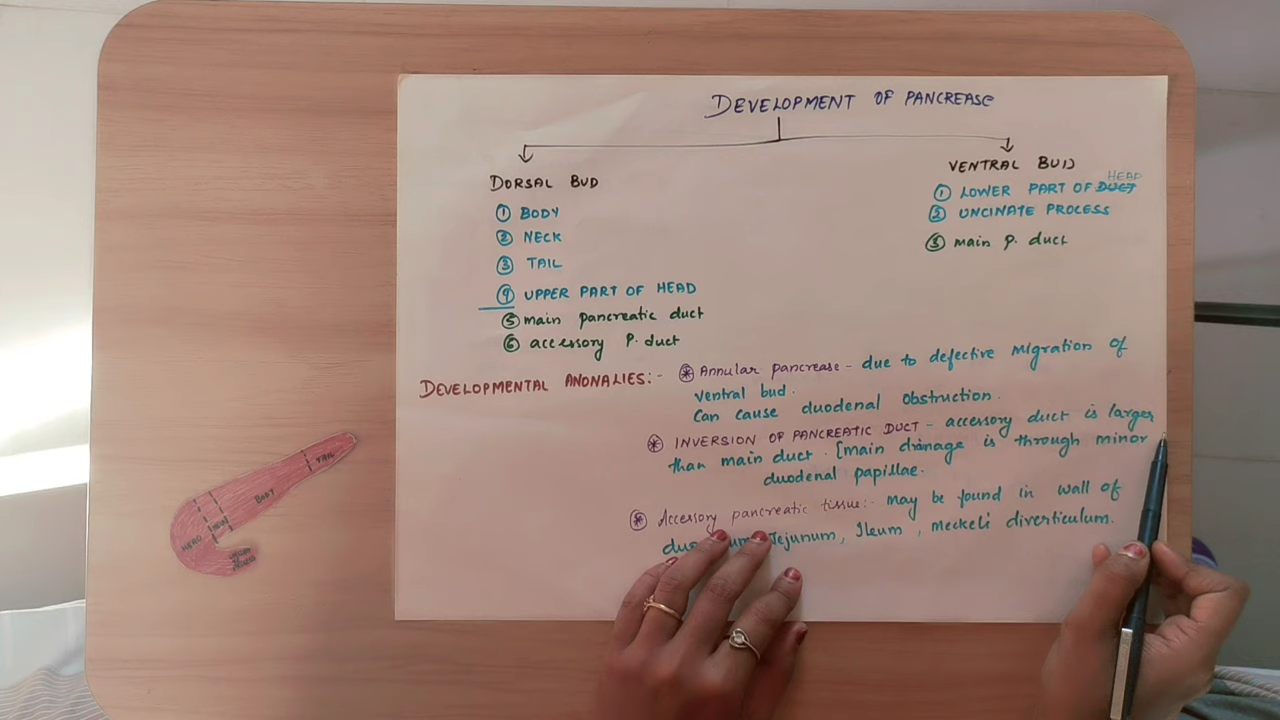 DEVELOPMENT OF PANCREASE
DORSAL BUD
① BODY
② NECK
③ TAIL
④ UPPER PART OF HEAD
⑤ main pancreatic duct
⑥ accessory P. duct
VENTRAL BUD
HEAD
① LOWER PART OF DUCT
② UNCINATE PROCESS
③ main p. duct
DEVELOPMENTAL ANONALIES:-
Annular pancrease - due to defective migration of
ventral bud.
Can cause duodenal obstruction.
INVERSION OF PANCREATIC DUCT - accessory duct is larger
than main duct. [main drainage is through minor
duodenal papillae.
Accessory pancreatic tissue:- may be found in wall of
Jejunum, Ileum, meckeli diverticulum.
TAIL
BODY
HEAD